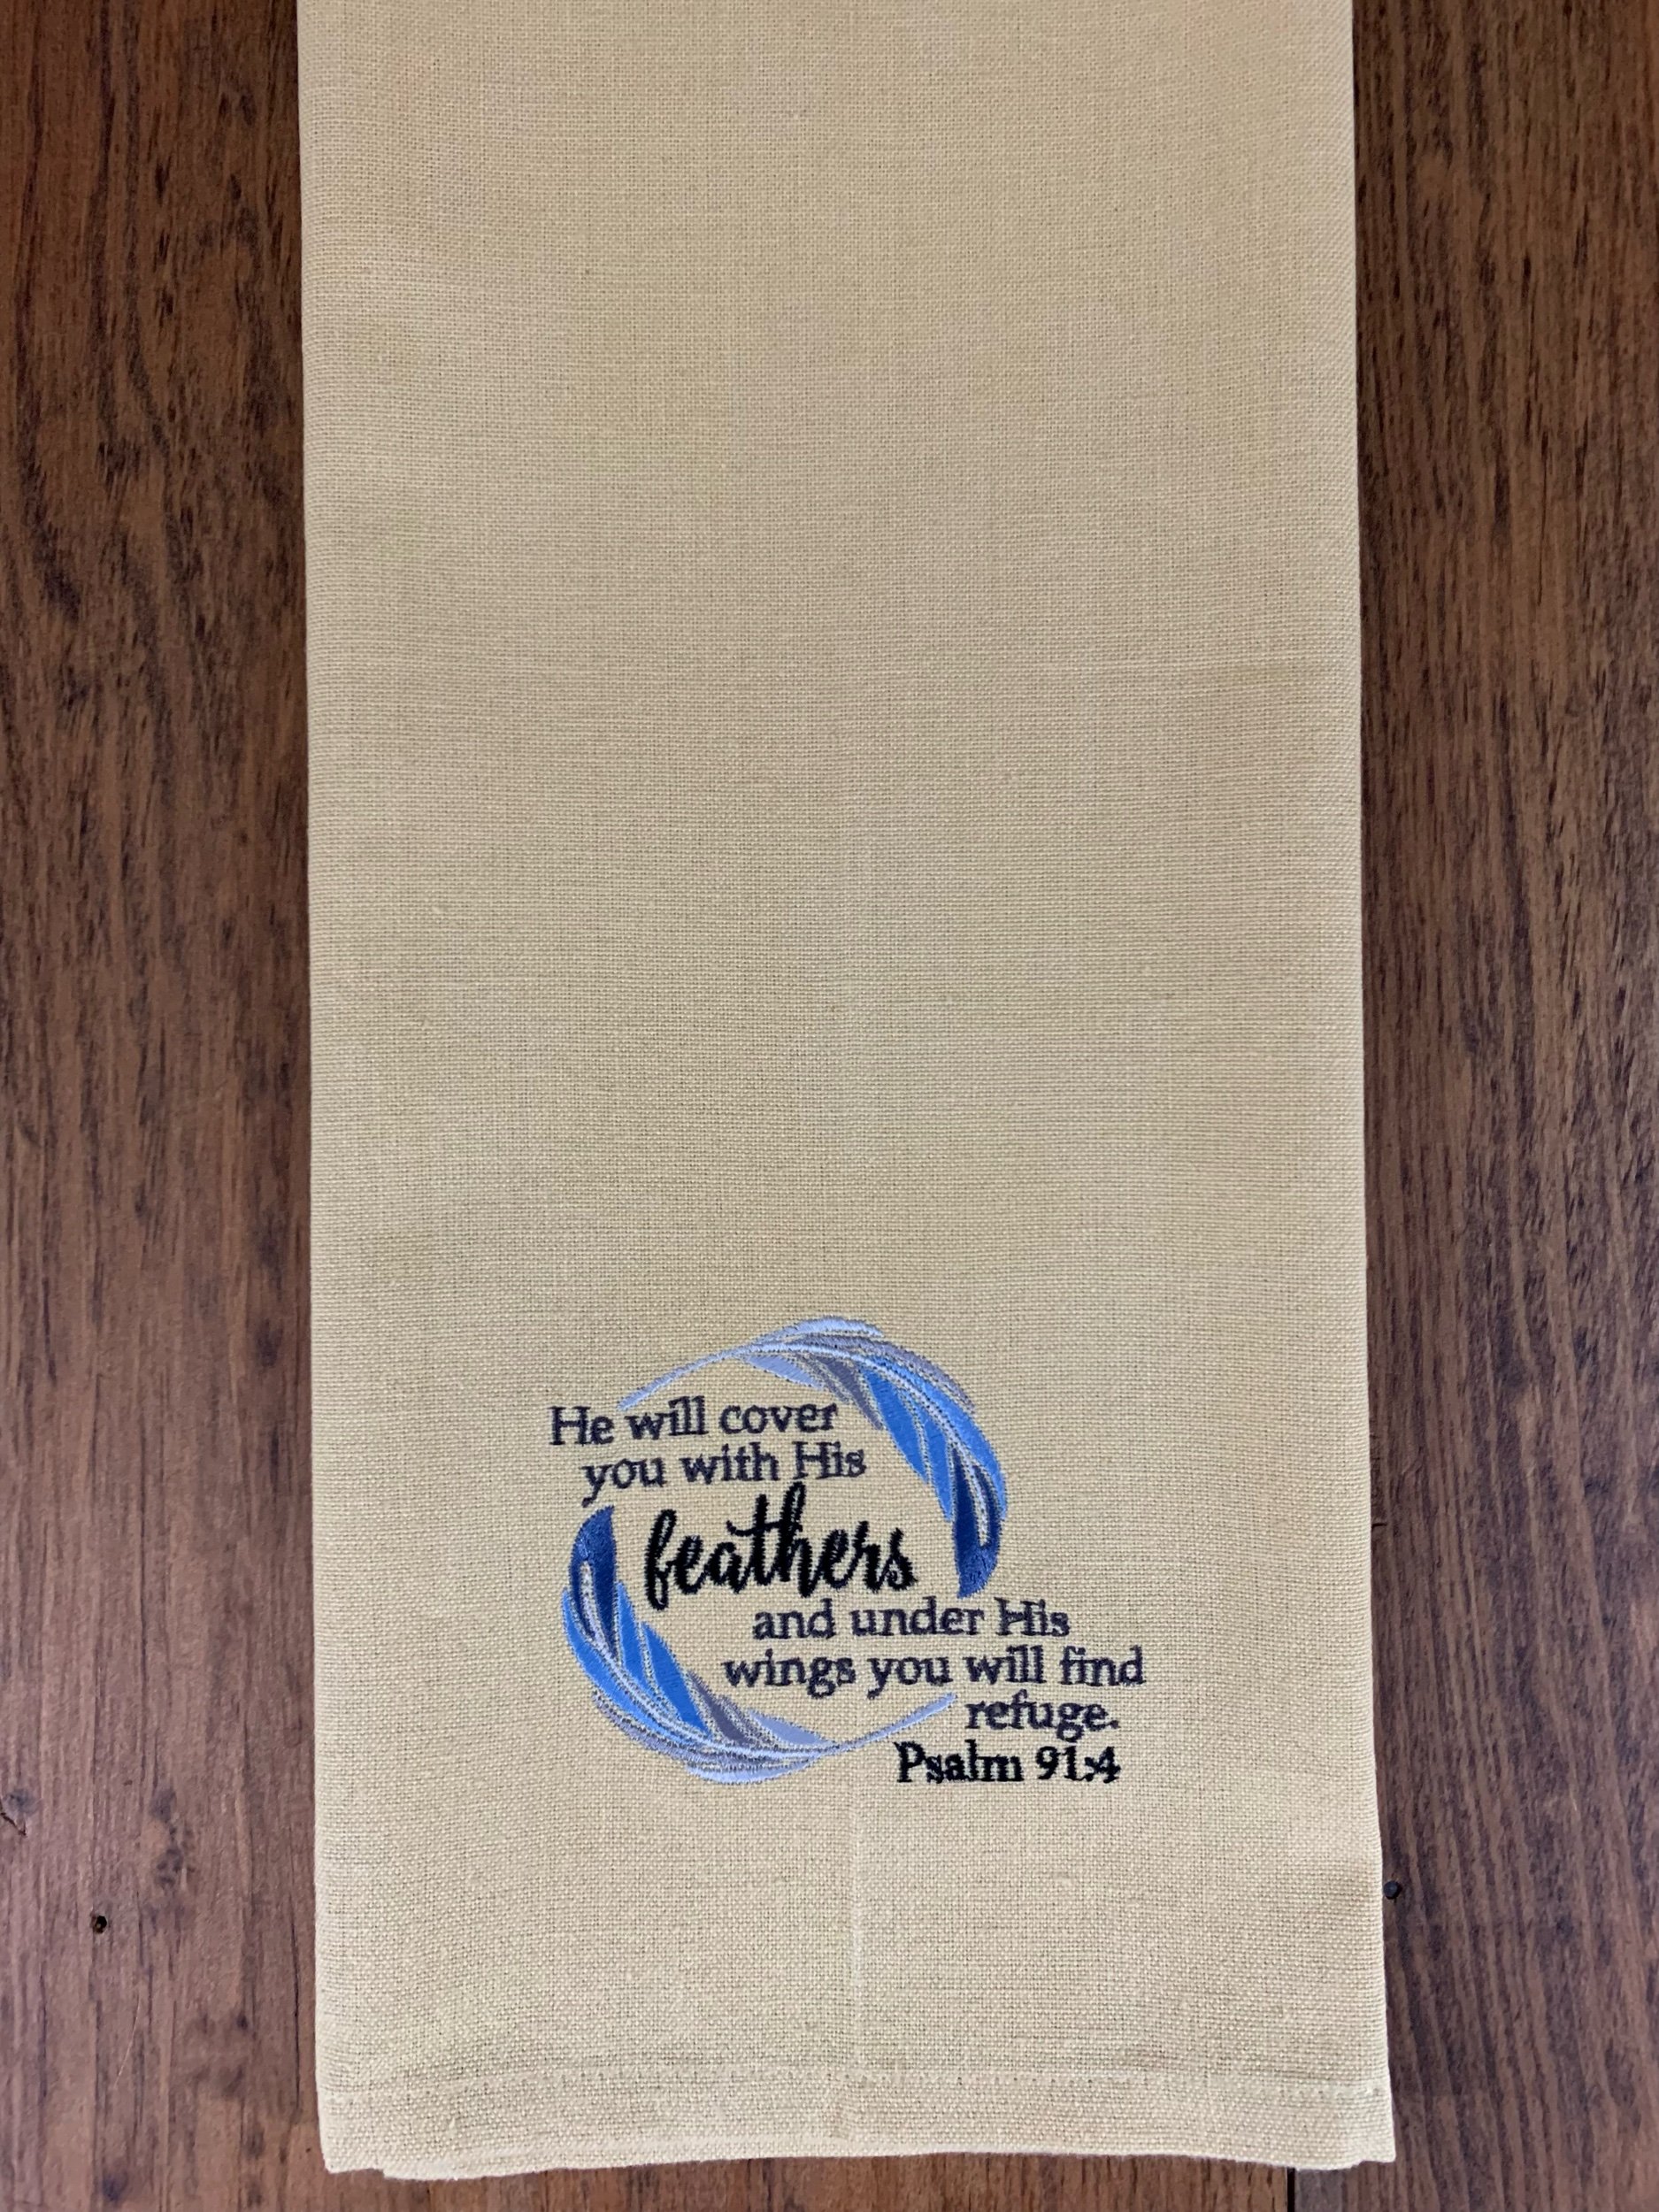 He will cover
you with His
feathers
and under His
wings you will find
refuge.
Psalm 91:4